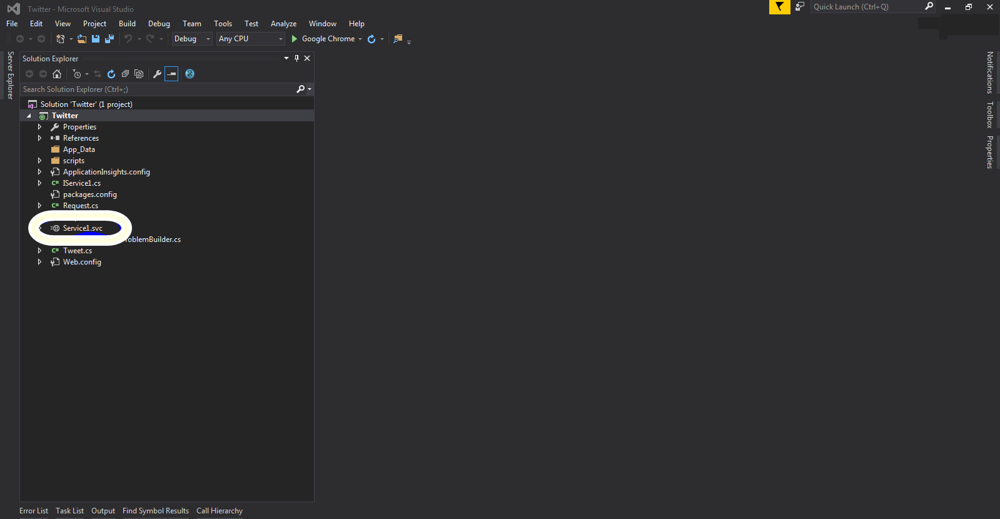 Twitter - Microsoft Visual Studio
Quick Launch (Ctrl+Q)
File Edit View Project Build Debug Team Tools Test Analyze Window Help
Debug Any CPU Google Chrome
Server Explorer
Solution Explorer
Search Solution Explorer (Ctrl+;)
Solution 'Twitter' (1 project)
Twitter
Properties
References
App_Data
scripts
ApplicationInsights.config
C# IService1.cs
packages.config
C# Request.cs
Service1.svc
roblemBuilder.cs
C# Tweet.cs
Web.config
Notifications
Toolbox
Properties
Error List Task List Output Find Symbol Results Call Hierarchy